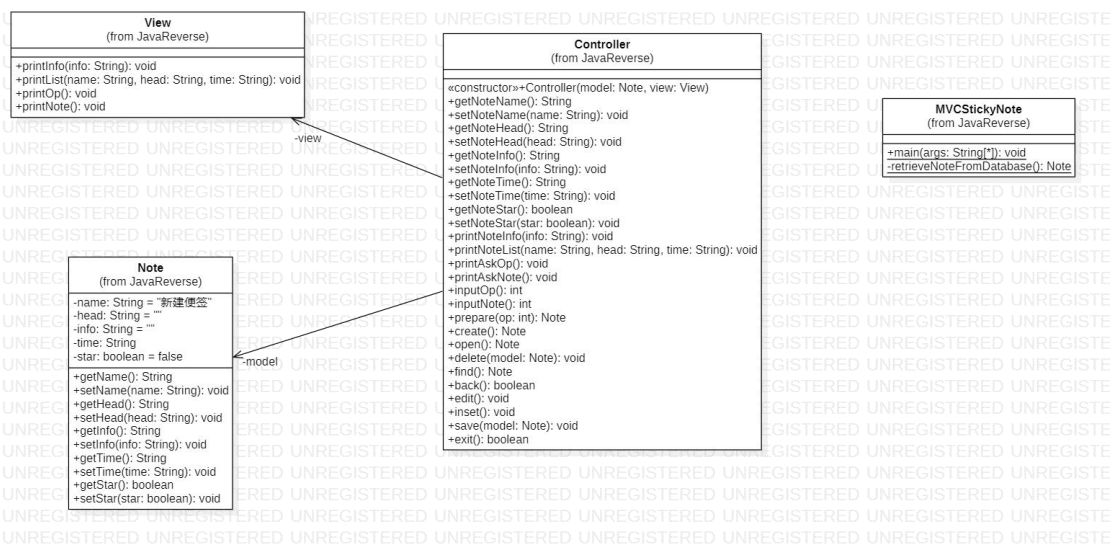 View
(from JavaReverse)
+printInfo(info: String): void
+printList(name: String, head: String, time: String): void
+printOp(): void
+printNote(): void
-view
Controller
(from JavaReverse)
«constructor»+Controller(model: Note, view: View)
+getNoteName(): String
+setNoteName(name: String): void
+getNoteHead(): String
+setNoteHead(head: String): void
+getNoteInfo(): String
+setNoteInfo(info: String): void
+getNoteTime(): String
+setNoteTime(time: String): void
+getNoteStar(): boolean
+setNoteStar(star: boolean): void
+printNoteInfo(info: String): void
+printNoteList(name: String, head: String, time: String): void
+printAskOp(): void
+printAskNote(): void
+inputOp(): int
+inputNote(): int
+prepare(op: int): Note
+create(): Note
+open(): Note
+delete(model: Note): void
+find(): Note
+back(): boolean
+edit(): void
+inset(): void
+save(model: Note): void
+exit(): boolean
MVCStickyNote
(from JavaReverse)
+main(args: String[*]): void
-retrieveNoteFromDatabase(): Note
Note
(from JavaReverse)
-name: String = "新建便签"
-head: String = ""
-info: String = ""
-time: String
-star: boolean = false
+getName(): String
+setName(name: String): void
+getHead(): String
+setHead(head: String): void
+getInfo(): String
+setInfo(info: String): void
+getTime(): String
+setTime(time: String): void
+getStar(): boolean
+setStar(star: boolean): void
-model
UNREGISTERED